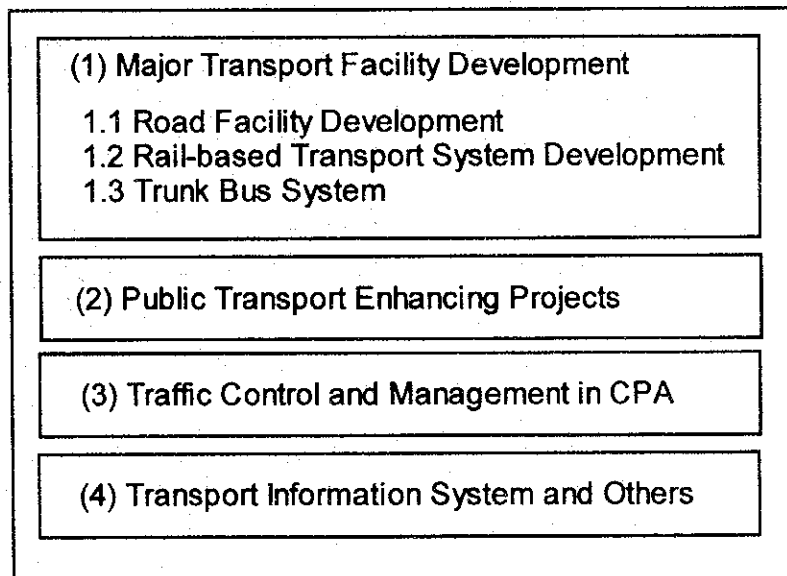 (1) Major Transport Facility Development
1.1 Road Facility Development
1.2 Rail-based Transport System Development
1.3 Trunk Bus System
(2) Public Transport Enhancing Projects
(3) Traffic Control and Management in CPA
(4) Transport Information System and Others